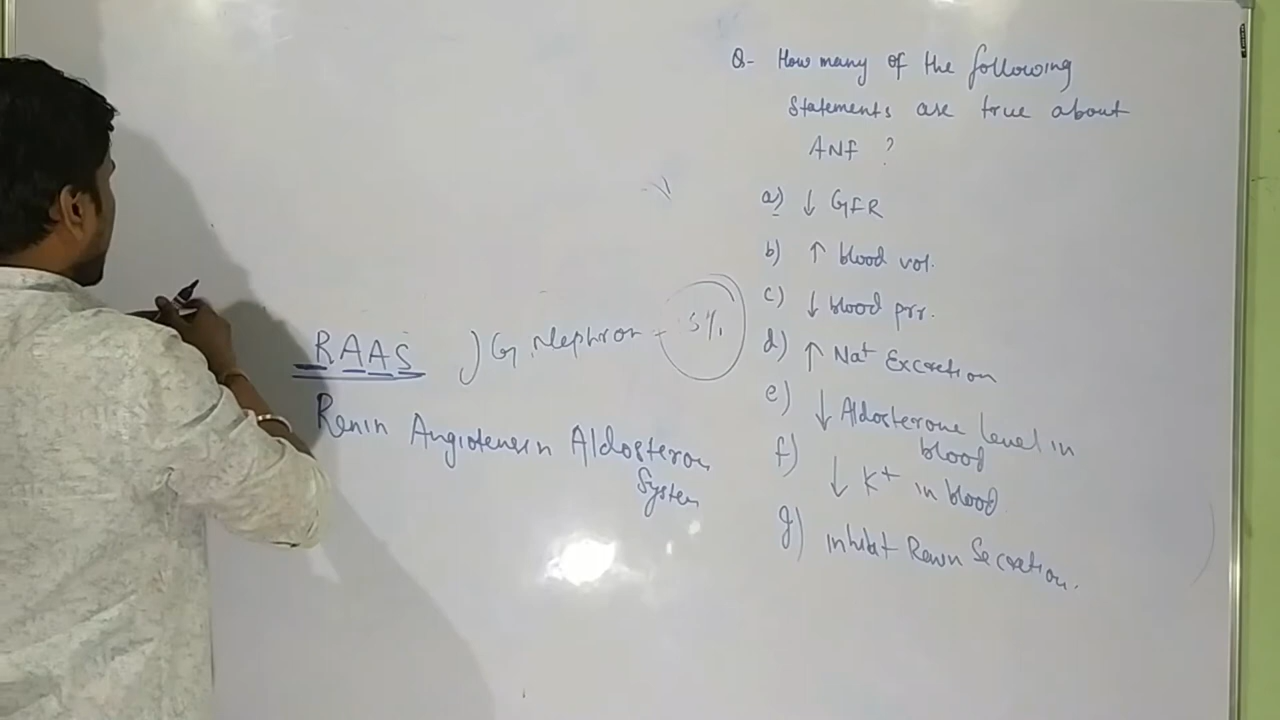 Q- How many of the following
Statements are true about
ANF ?
a) ↓ GFR
b) ↑ blood vol.
c) ↓ blood prr.
d) ↑ Na+ Excretion
e) ↓ Aldosterone level in
blood
f) ↓ K+ in blood
g) inhibit Renin Secretion.
RAAS ) G. Nephron - 5%
Renin Angiotensin Aldosteron
System